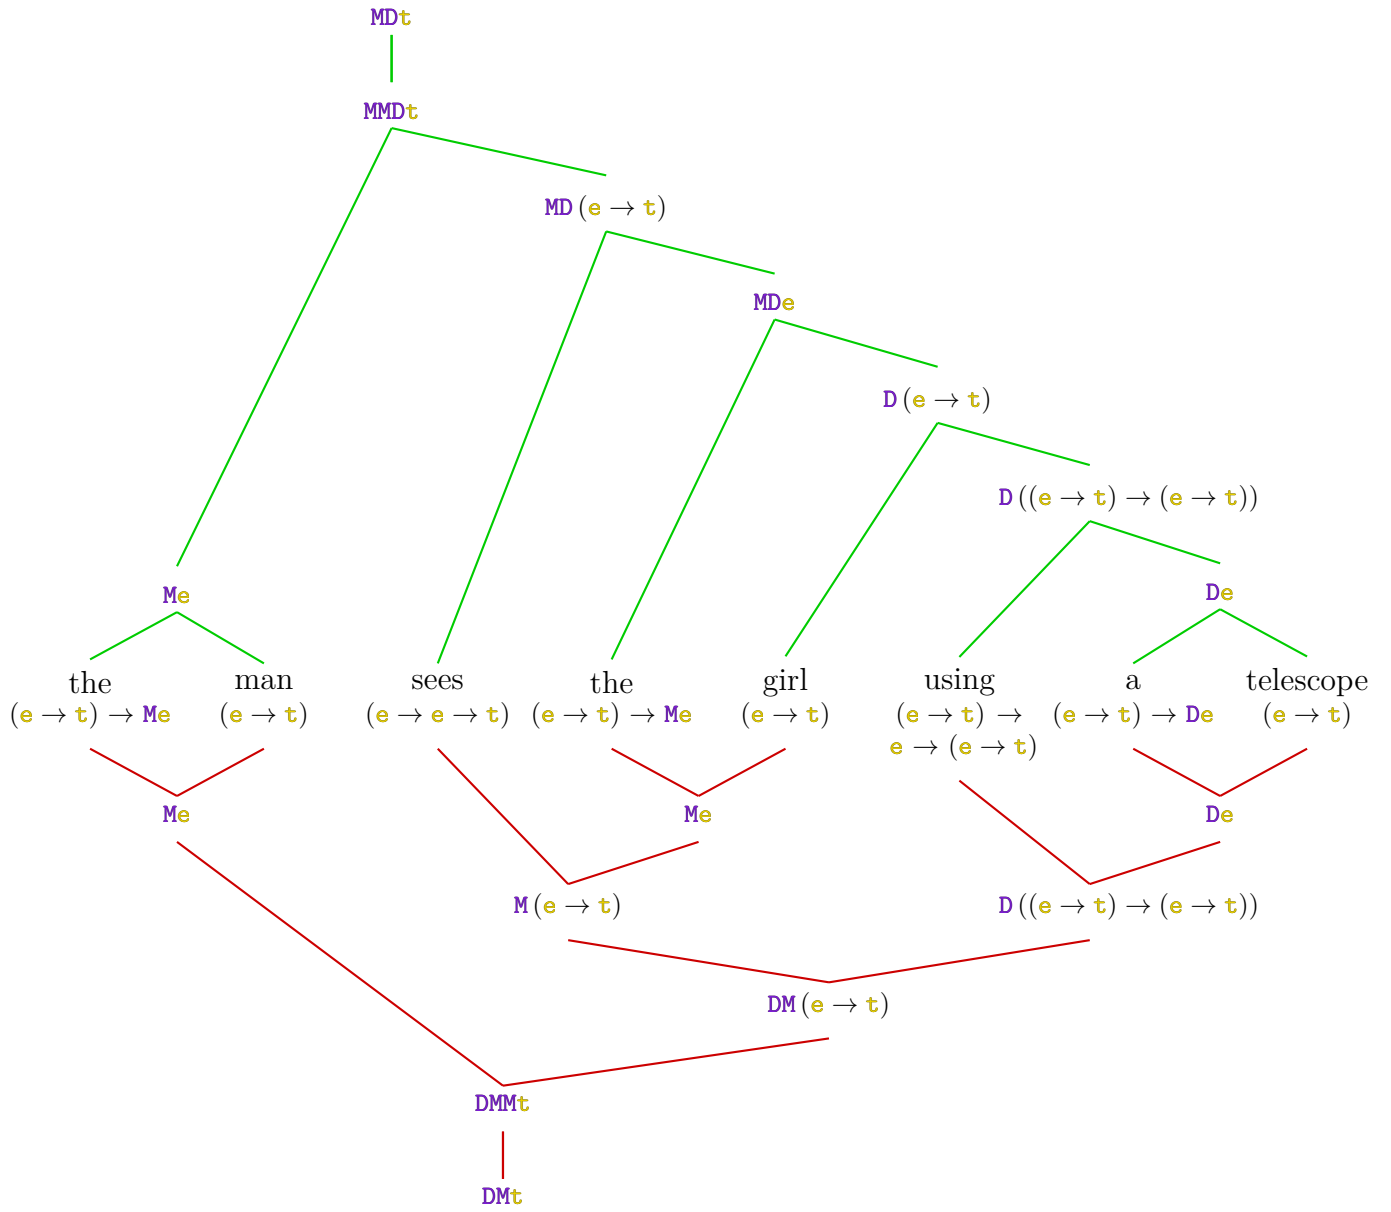 MDt
MMDt
MD (e → t)
MDe
D (e → t)
D ((e → t) → (e → t))
Me
De
the man sees the girl using a telescope
(e → t) → Me (e → t) (e → e → t) (e → t) → Me (e → t) (e → t) → (e → t) → De (e → t)
e → (e → t)
Me Me De
M (e → t) D ((e → t) → (e → t))
DM (e → t)
DMMt
DMt